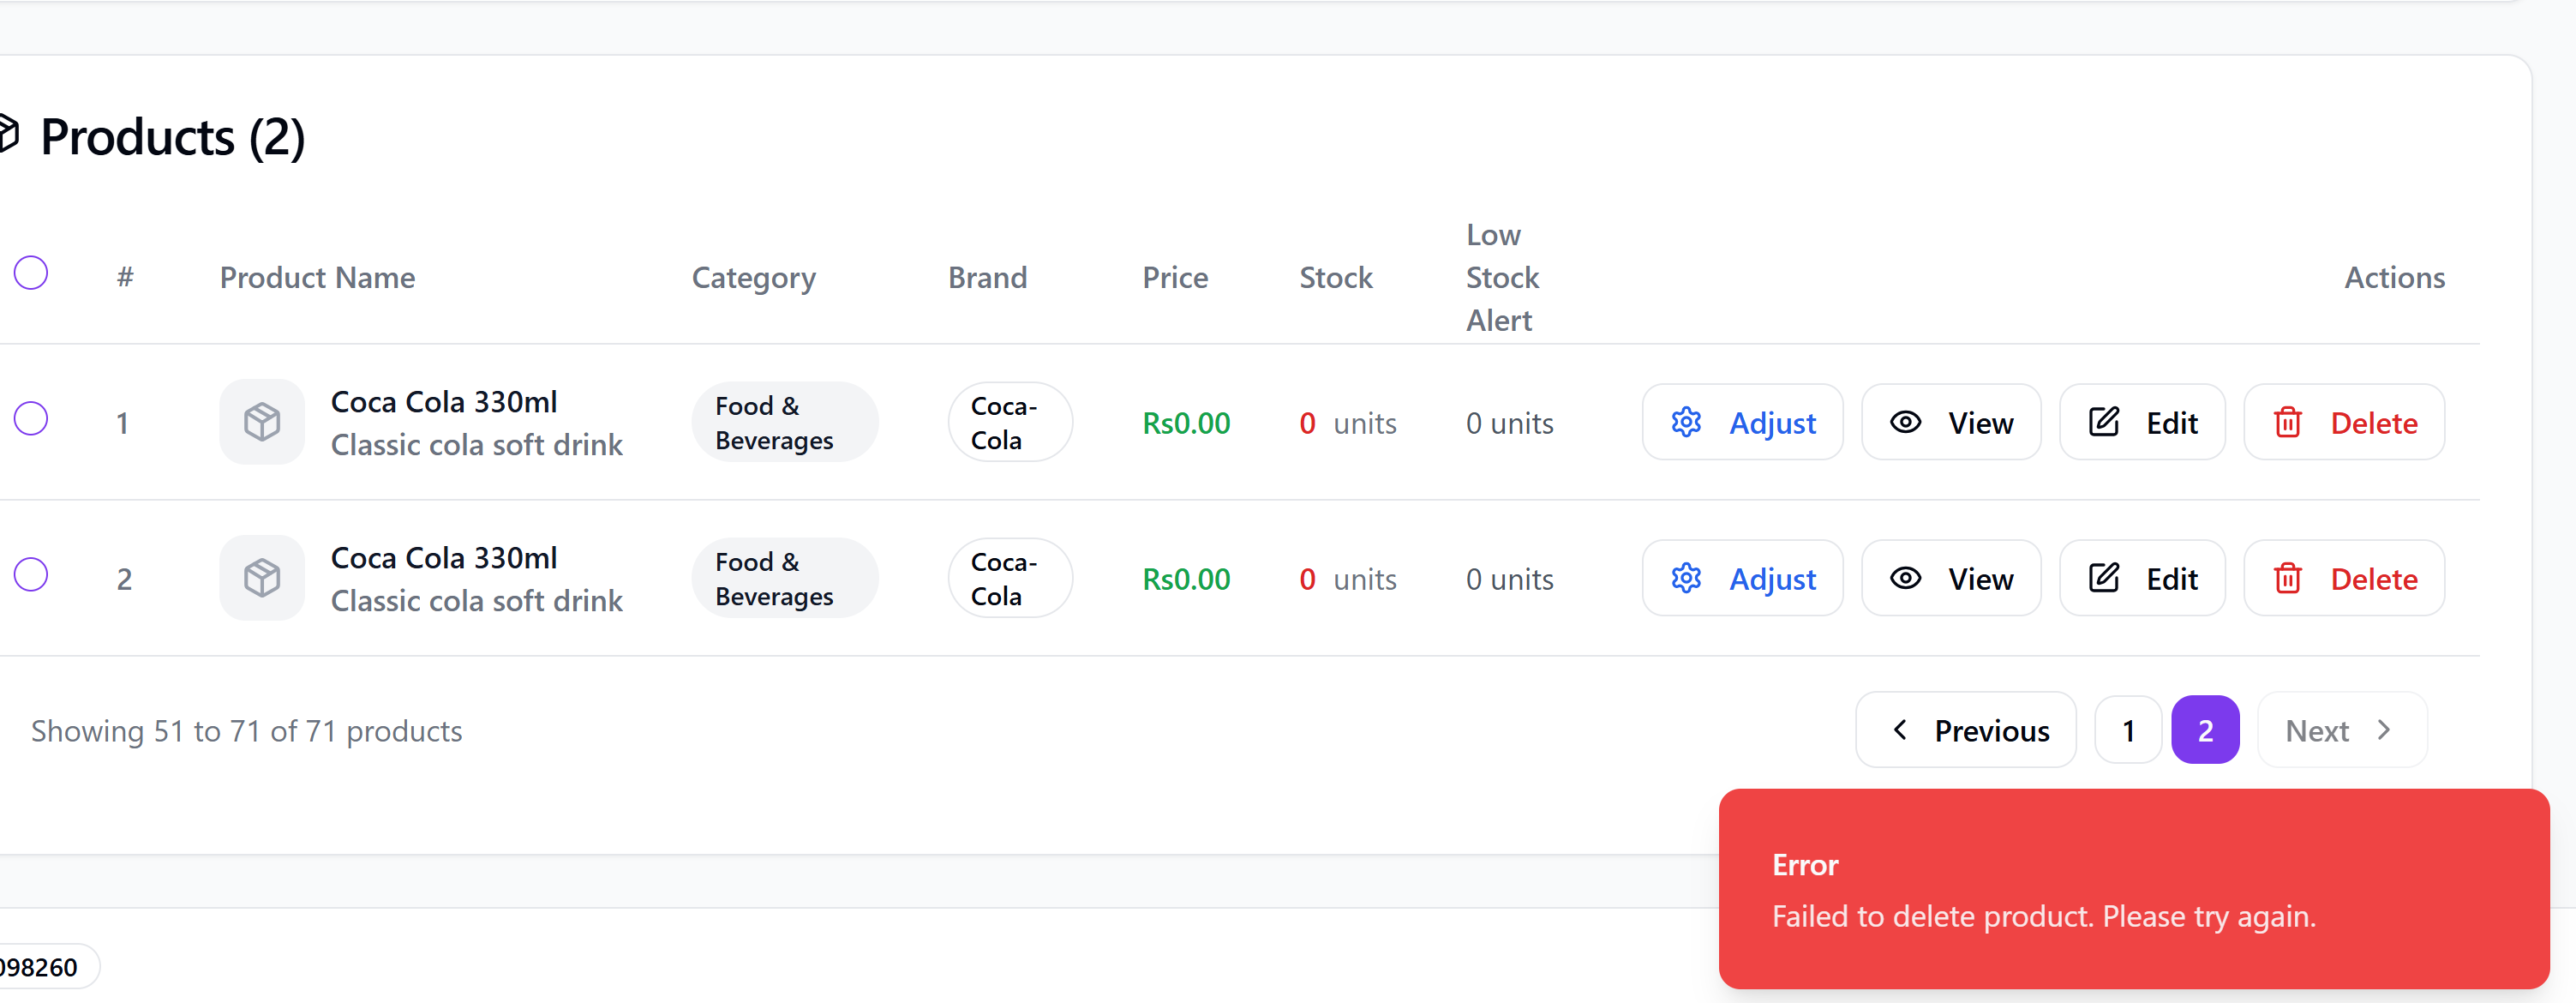 Products (2)
# Product Name Category Brand Price Stock Low Stock Alert Actions
1 Coca Cola 330ml Classic cola soft drink Food & Beverages Coca-Cola Rs0.00 0 units 0 units Adjust View Edit Delete
2 Coca Cola 330ml Classic cola soft drink Food & Beverages Coca-Cola Rs0.00 0 units 0 units Adjust View Edit Delete
Showing 51 to 71 of 71 products Previous 1 2 Next
Error
Failed to delete product. Please try again.
098260